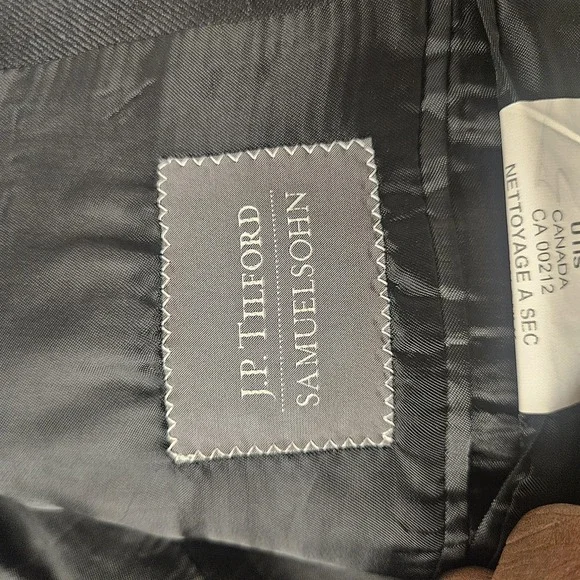 J.P. TILFORD
SAMUELSOHN
CANADA
CA 00212
NETTOYAGE A SEC